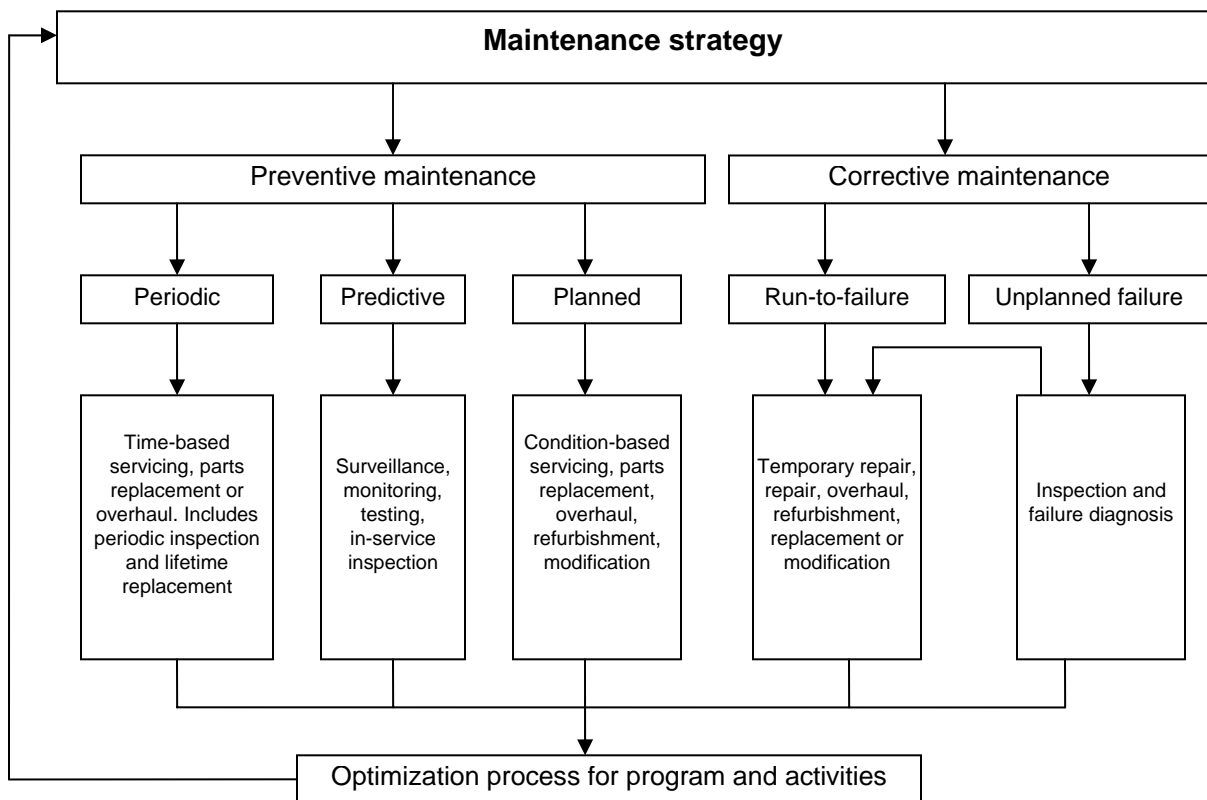 Maintenance strategy
Preventive maintenance
Corrective maintenance
Periodic
Predictive
Planned
Run-to-failure
Unplanned failure
Time-based
servicing, parts
replacement or
overhaul. Includes
periodic inspection
and lifetime
replacement
Surveillance,
monitoring,
testing,
in-service
inspection
Condition-based
servicing, parts
replacement,
overhaul,
refurbishment,
modification
Temporary repair,
repair, overhaul,
refurbishment,
replacement or
modification
Inspection and
failure diagnosis
Optimization process for program and activities